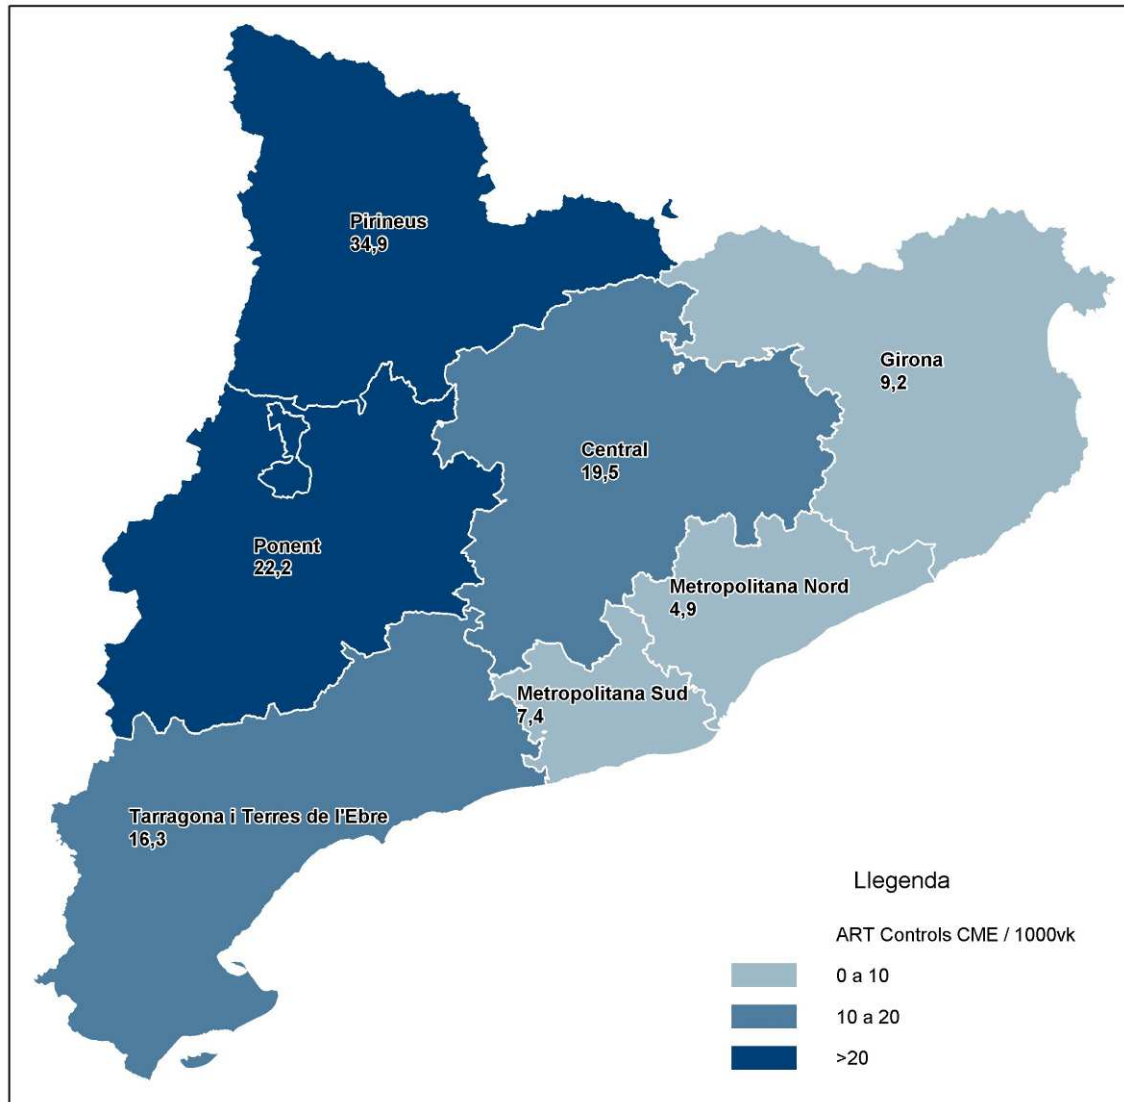 Pirineus
34,9
Girona
9,2
Central
19,5
Ponent
22,2
Metropolitana Nord
4,9
Metropolitana Sud
7,4
Tarragona i Terres de l'Ebre
16,3
Llegenda
ART Controls CME / 1000vk
0 a 10
10 a 20
>20